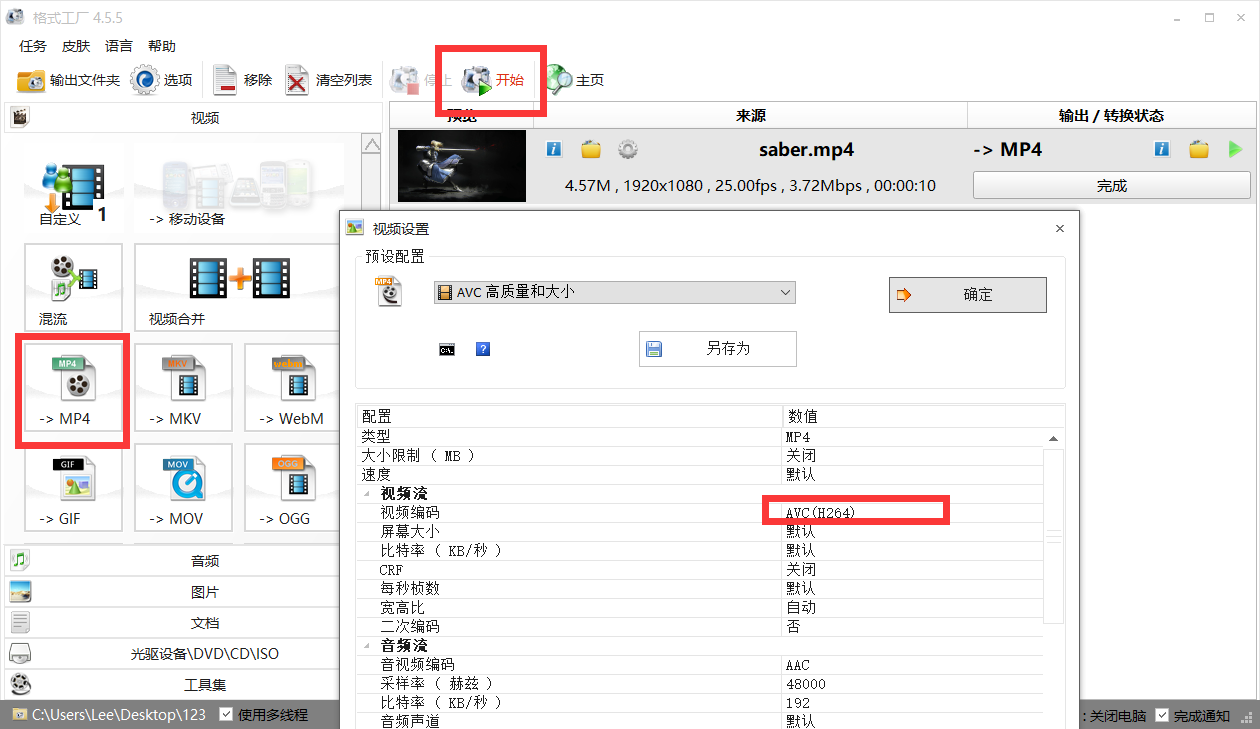 格式工厂 4.5.5
任务 皮肤 语言 帮助
输出文件夹 选项 移除 清空列表 停止 开始 主页
视频
预览 来源 输出 / 转换状态
saber.mp4 -> MP4
4.57M , 1920x1080 , 25.00fps , 3.72Mbps , 00:00:10 完成
自定义 1
-> 移动设备
混流
视频合并
MP4
-> MP4
MKV
-> MKV
webm
-> WebM
GIF
-> GIF
MOV
-> MOV
OGG
-> OGG
音频
图片
文档
光驱设备\DVD\CD\ISO
工具集
C:\Users\Lee\Desktop\123 使用多线程
: 关闭电脑 完成通知
视频设置
预设配置
MP4
AVC 高质量和大小
确定
C:\.
?
另存为
配置 数值
类型 MP4
大小限制 ( MB ) 关闭
速度 默认
视频流
视频编码 AVC(H264)
屏幕大小 默认
比特率 ( KB/秒 ) 默认
CRF 关闭
每秒桢数 默认
宽高比 自动
二次编码 否
音频流
音视频编码 AAC
采样率 ( 赫兹 ) 48000
比特率 ( KB/秒 ) 192
音频声道 默认